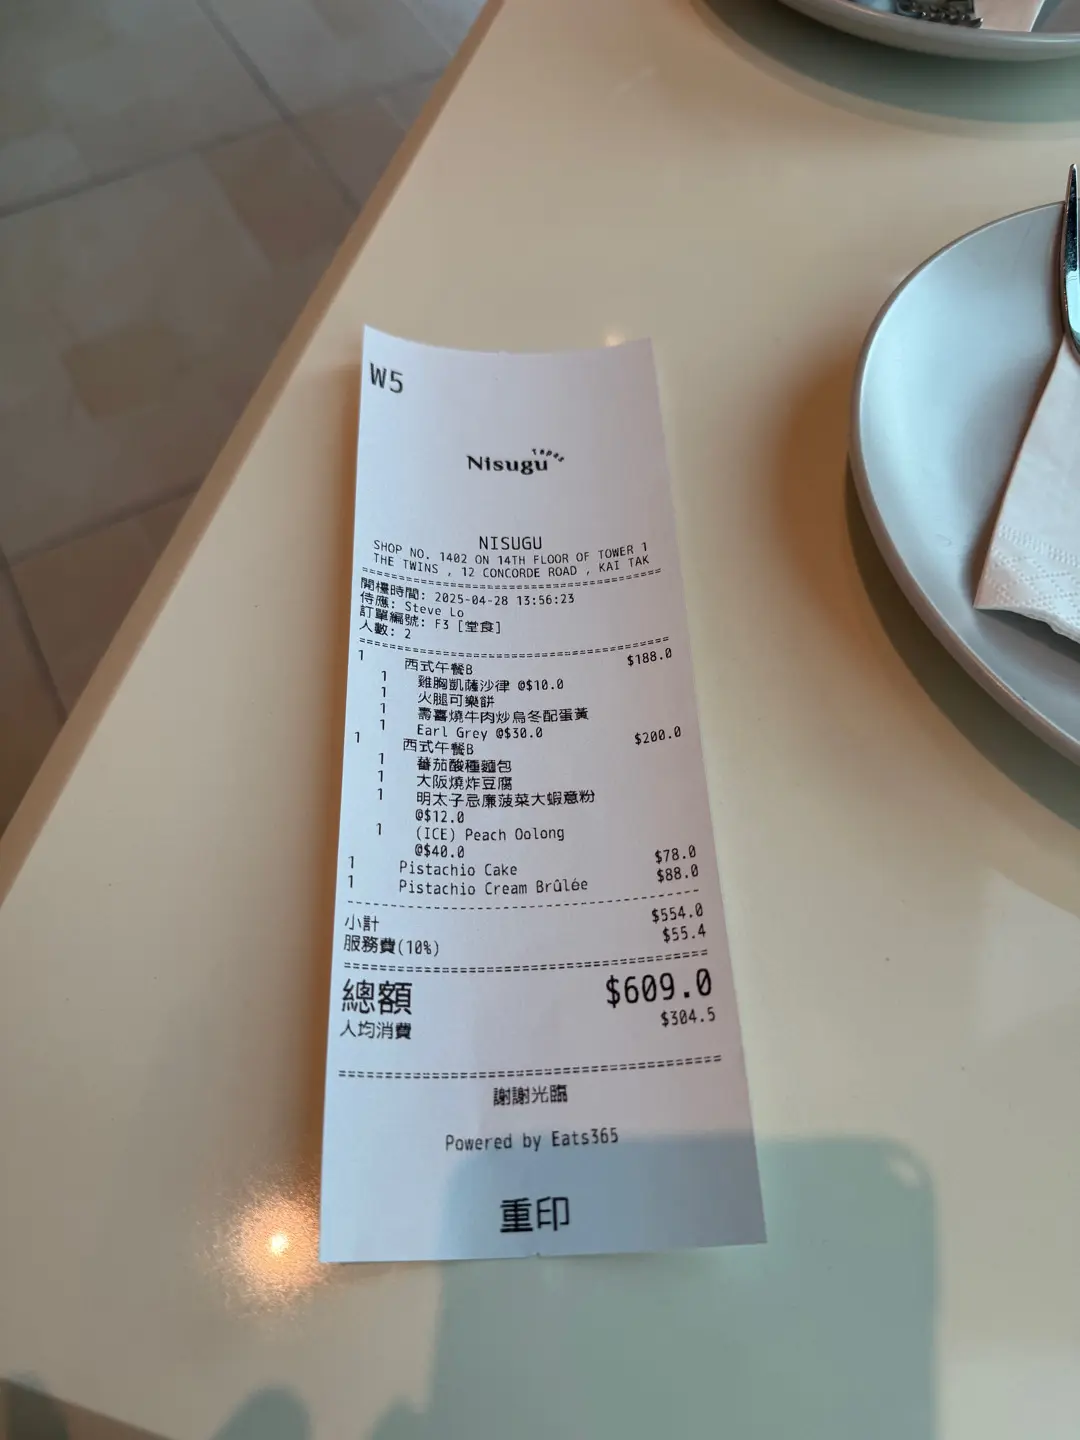 W5
Nisugu Tapas
NISUGU
SHOP NO. 1402 ON 14TH FLOOR OF TOWER 1
THE TWINS , 12 CONCORDE ROAD , KAI TAK
開檯時間: 2025-04-28 13:56:23
侍應: Steve Lo
訂單編號: F3 [堂食]
人數: 2
1 西式午餐B $188.0
1 雞胸凱薩沙律 @$10.0
1 火腿可樂餅
1 壽喜燒牛肉炒烏冬配蛋黃
1 Earl Grey @$30.0
1 西式午餐B $200.0
1 蕃茄酸種麵包
1 大阪燒炸豆腐
1 明太子忌廉菠菜大蝦意粉
@$12.0
1 (ICE) Peach Oolong
@$40.0
1 Pistachio Cake $78.0
1 Pistachio Cream Brûlée $88.0
小計 $554.0
服務費(10%) $55.4
總額 $609.0
人均消費 $304.5
謝謝光臨
Powered by Eats365
重印